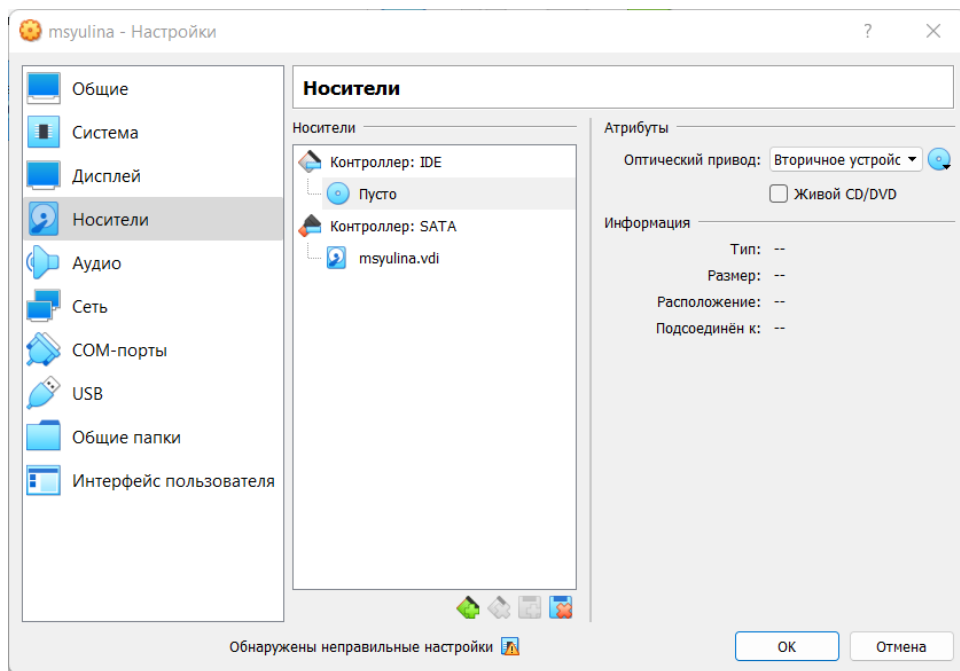 msyulina - Настройки
?
Общие
Система
Дисплей
Носители
Аудио
Сеть
COM-порты
USB
Общие папки
Интерфейс пользователя
Носители
Носители
Контроллер: IDE
Пусто
Контроллер: SATA
msyulina.vdi
Атрибуты
Оптический привод: Вторичное устройс
Живой CD/DVD
Информация
Тип: --
Размер: --
Расположение: --
Подсоединён к: --
Обнаружены неправильные настройки
OK
Отмена